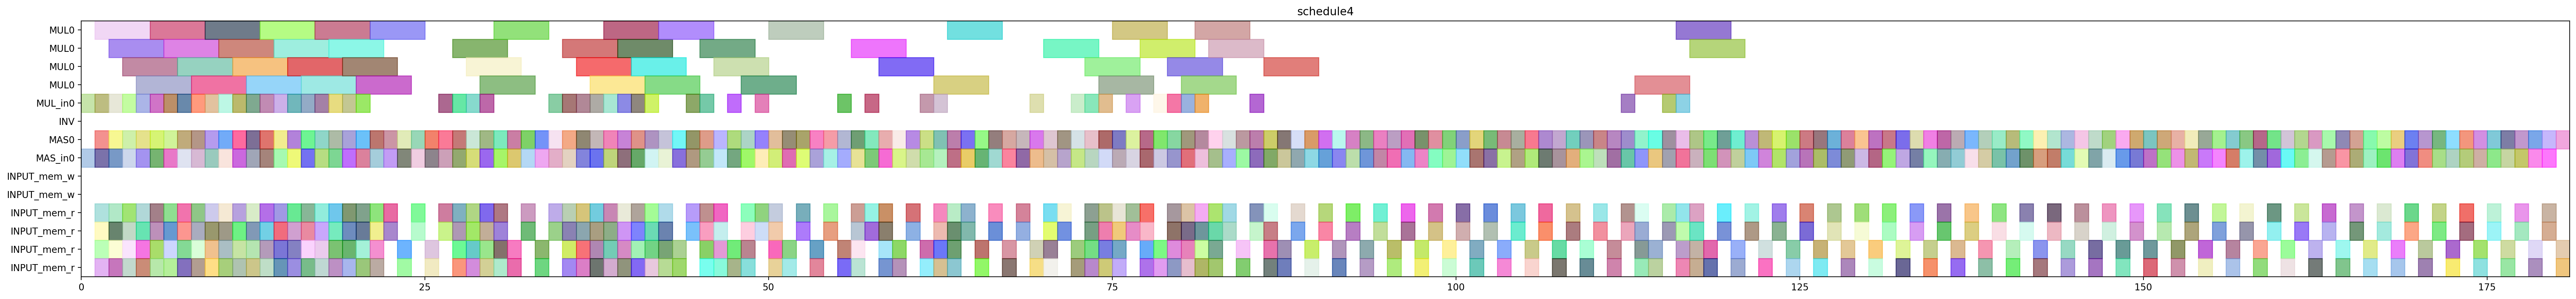 schedule4
MUL0
MUL0
MUL0
MUL0
MUL_in0
INV
MAS0
MAS_in0
INPUT_mem_w
INPUT_mem_w
INPUT_mem_r
INPUT_mem_r
INPUT_mem_r
INPUT_mem_r
0 25 50 75 100 125 150 175